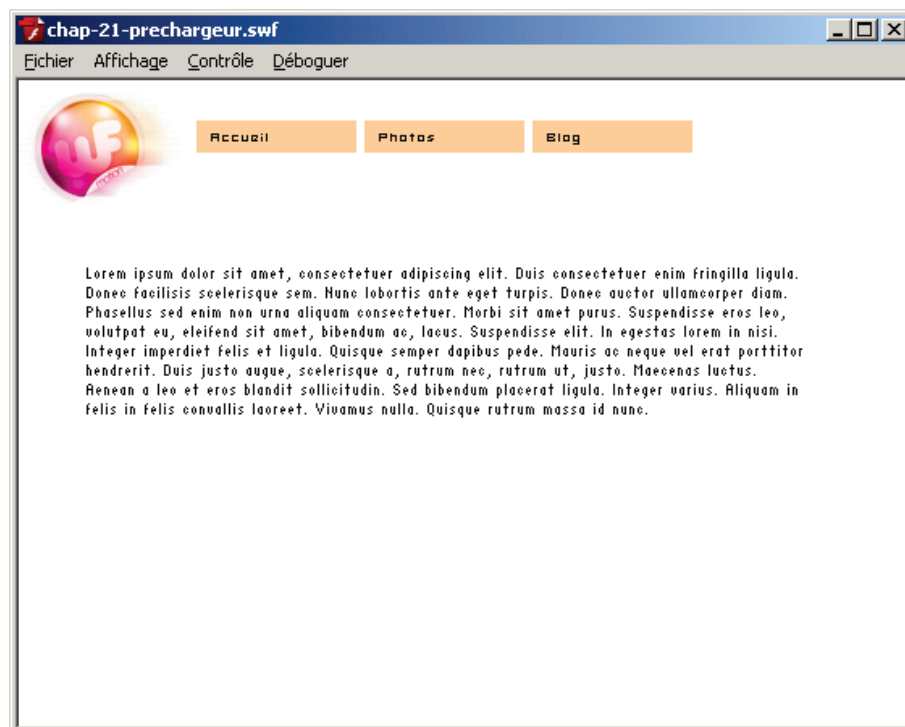 chap-21-prechargeur.swf
Fichier Affichage Contrôle Déboguer
WF
motion
Accueil Photos Blog
Lorem ipsum dolor sit amet, consectetuer adipiscing elit. Duis consectetuer enim fringilla ligula.
Donec facilisis scelerisque sem. Nunc lobortis ante eget turpis. Donec auctor ullamcorper diam.
Phasellus sed enim non urna aliquam consectetuer. Morbi sit amet purus. Suspendisse eros leo,
volutpat eu, eleifend sit amet, bibendum ac, lacus. Suspendisse elit. In egestas lorem in nisi.
Integer imperdiet felis et ligula. Quisque semper dapibus pede. Mauris ac neque vel erat porttitor
hendrerit. Duis justo augue, scelerisque a, rutrum nec, rutrum ut, justo. Maecenas luctus.
Aenean a leo et eros blandit sollicitudin. Sed bibendum placerat ligula. Integer varius. Aliquam in
felis in felis convallis laoreet. Vivamus nulla. Quisque rutrum massa id nunc.